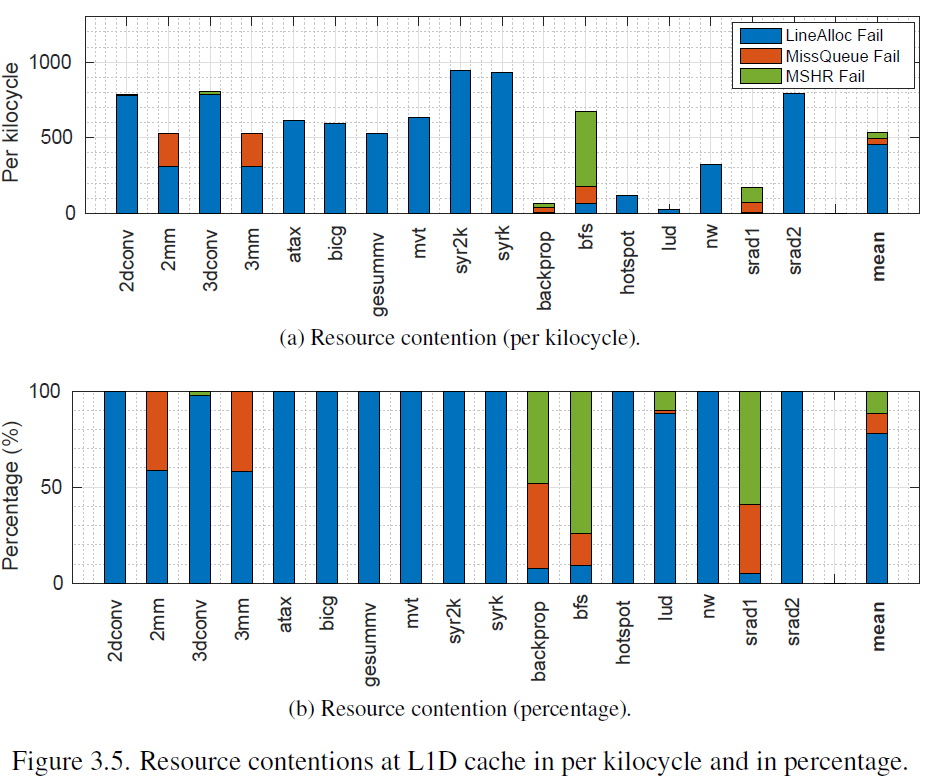 LineAlloc Fail
MissQueue Fail
MSHR Fail
Per kilocycle
1000
500
0
2dconv
2mm
3dconv
3mm
atax
bicg
gesummv
mvt
syr2k
syrk
backprop
bfs
hotspot
lud
nw
srad1
srad2
mean
(a) Resource contention (per kilocycle).
Percentage (%)
100
50
0
2dconv
2mm
3dconv
3mm
atax
bicg
gesummv
mvt
syr2k
syrk
backprop
bfs
hotspot
lud
nw
srad1
srad2
mean
(b) Resource contention (percentage).
Figure 3.5. Resource contentions at L1D cache in per kilocycle and in percentage.